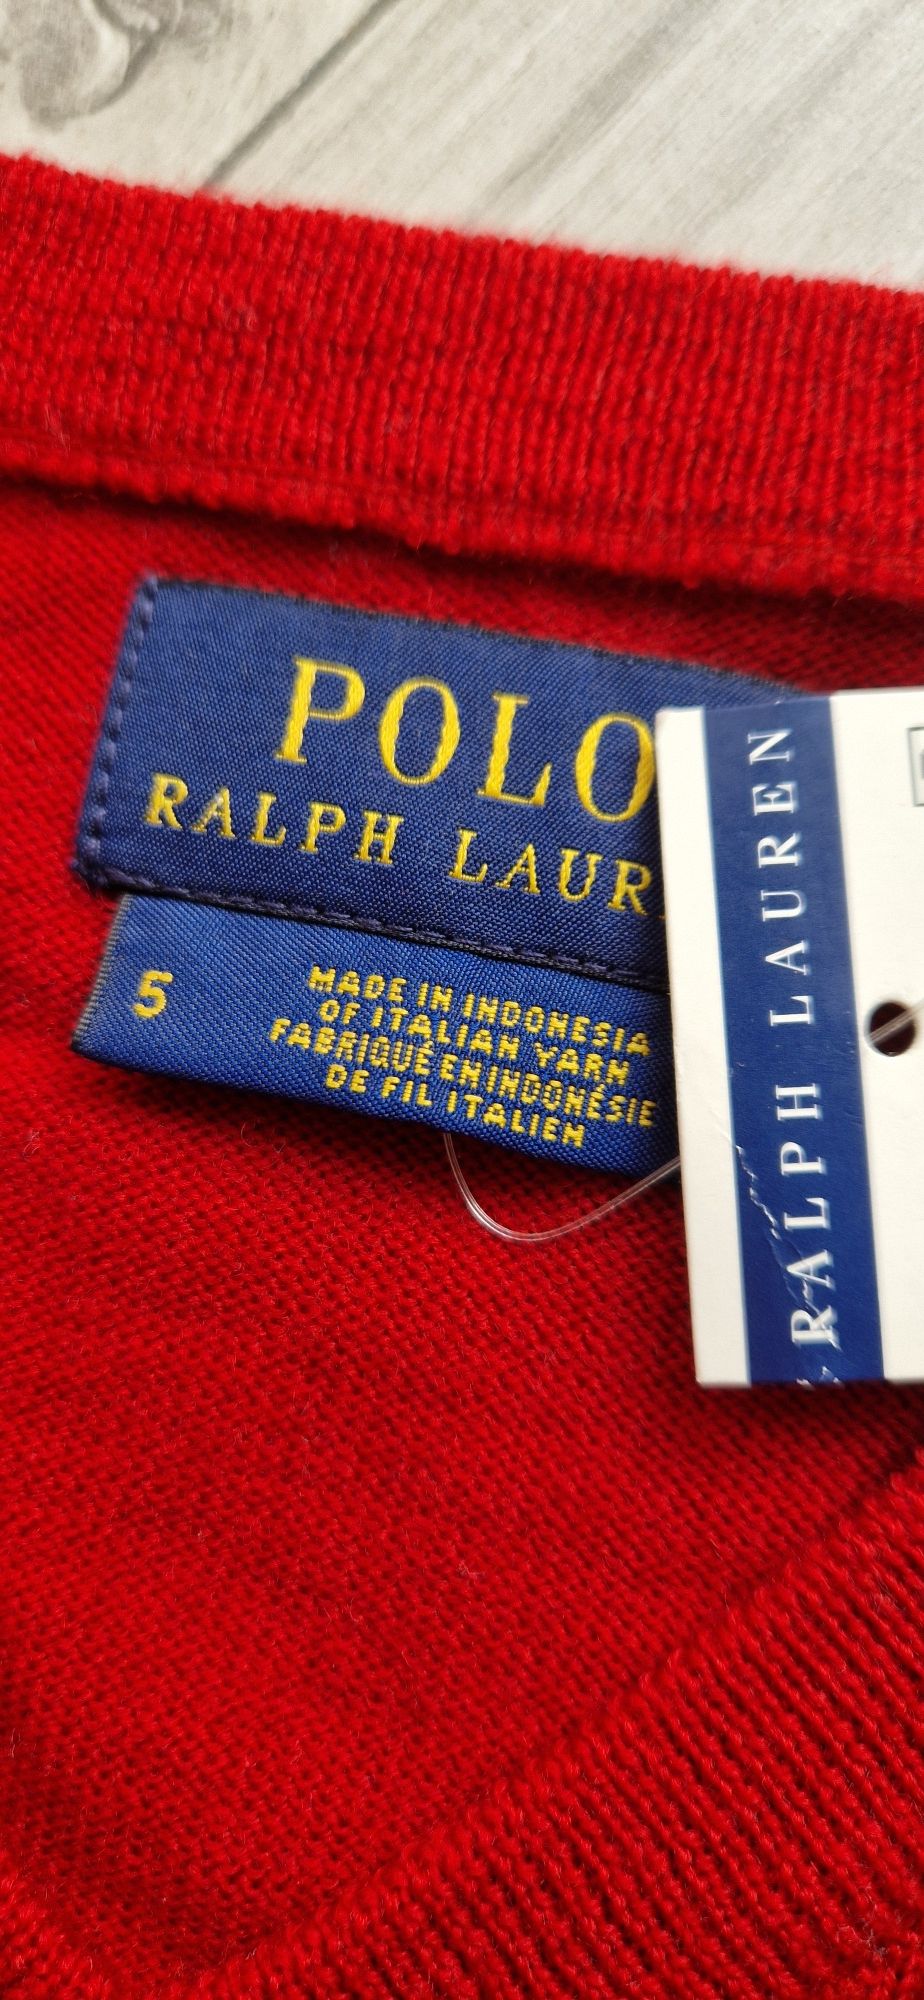 POLO
RALPH LAUR
5
MADE IN INDONESIA
OF ITALIAN YARN
FABRIQUÉ EN INDONÉSIE
DE FIL ITALIEN
RALPH LAUREN